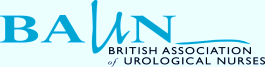 BAUN
BRITISH ASSOCIATION
of UROLOGICAL NURSES